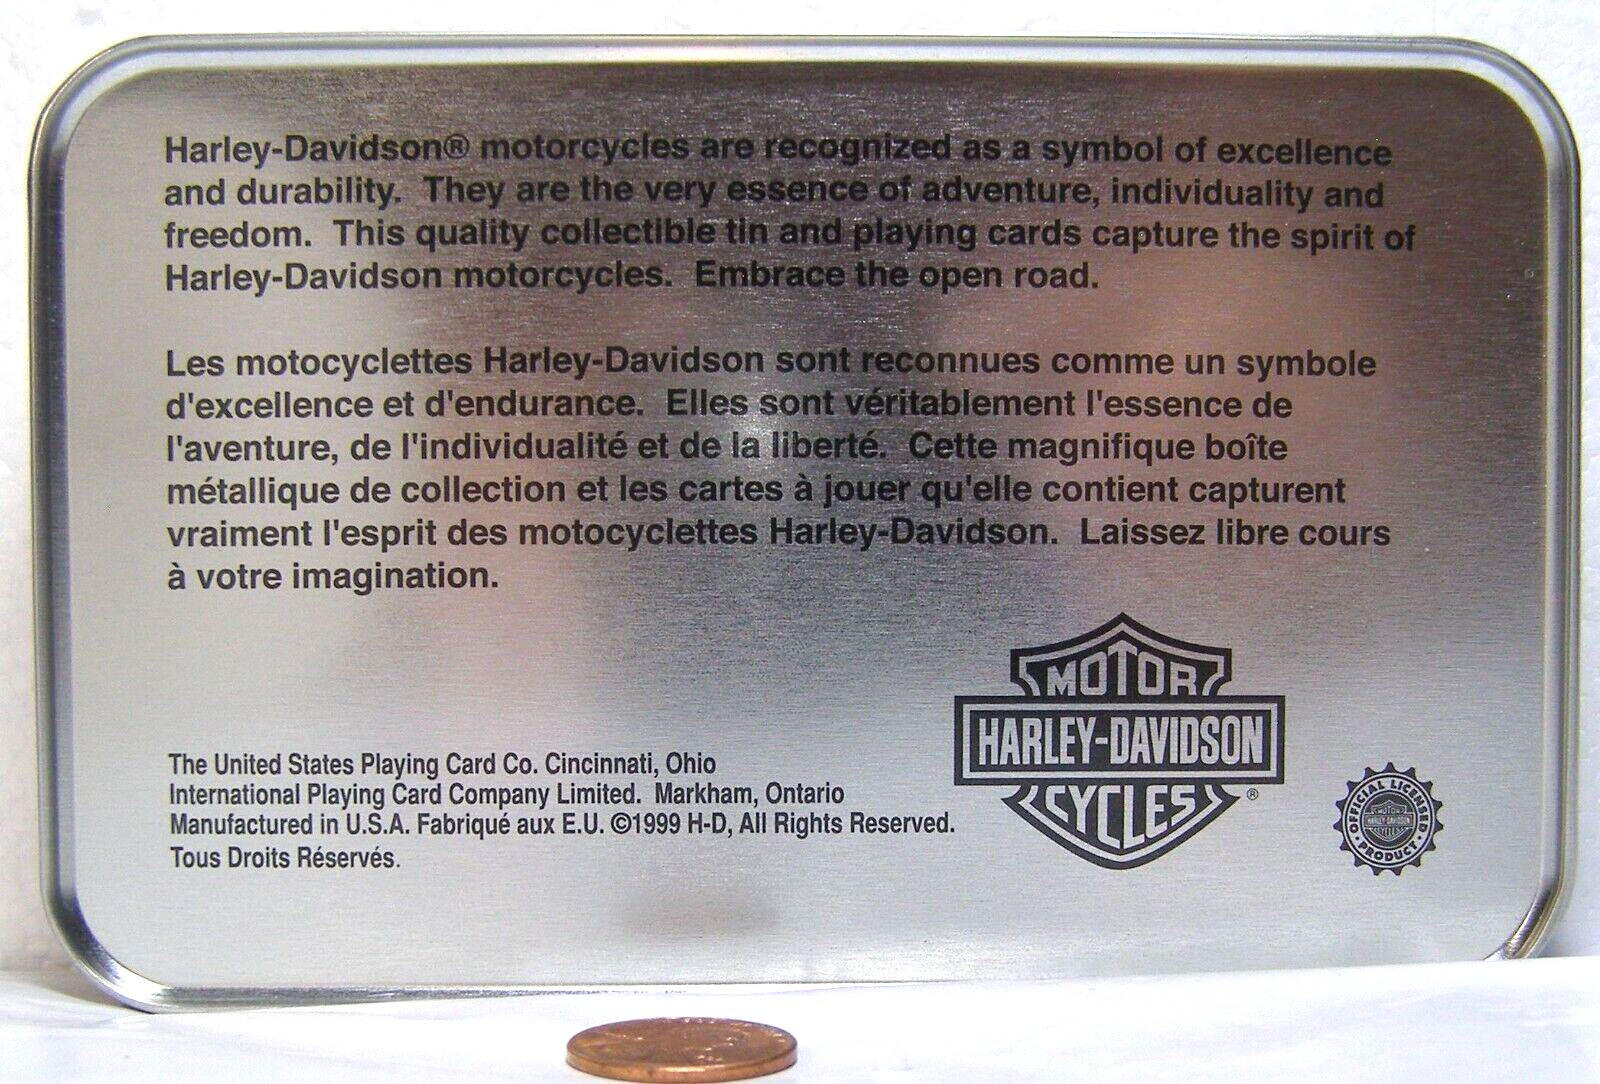 Harley-Davidson® motorcycles are recognized as a symbol of excellence
and durability.  They are the very essence of adventure, individuality and
freedom.  This quality collectible tin and playing cards capture the spirit of
Harley-Davidson motorcycles.  Embrace the open road.
Les motocyclettes Harley-Davidson sont reconnues comme un symbole
d'excellence et d'endurance.  Elles sont véritablement l'essence de
l'aventure, de l'individualité et de la liberté.  Cette magnifique boîte
métallique de collection et les cartes à jouer qu'elle contient capturent
vraiment l'esprit des motocyclettes Harley-Davidson.  Laissez libre cours
à votre imagination.
The United States Playing Card Co. Cincinnati, Ohio
International Playing Card Company Limited.  Markham, Ontario
Manufactured in U.S.A. Fabriqué aux E.U. ©1999 H-D, All Rights Reserved.
Tous Droits Réservés.
MOTOR
HARLEY-DAVIDSON
CYCLES
®
OFFICIAL LICENSED
MOTOR
HARLEY-DAVIDSON
CYCLES
PRODUCT